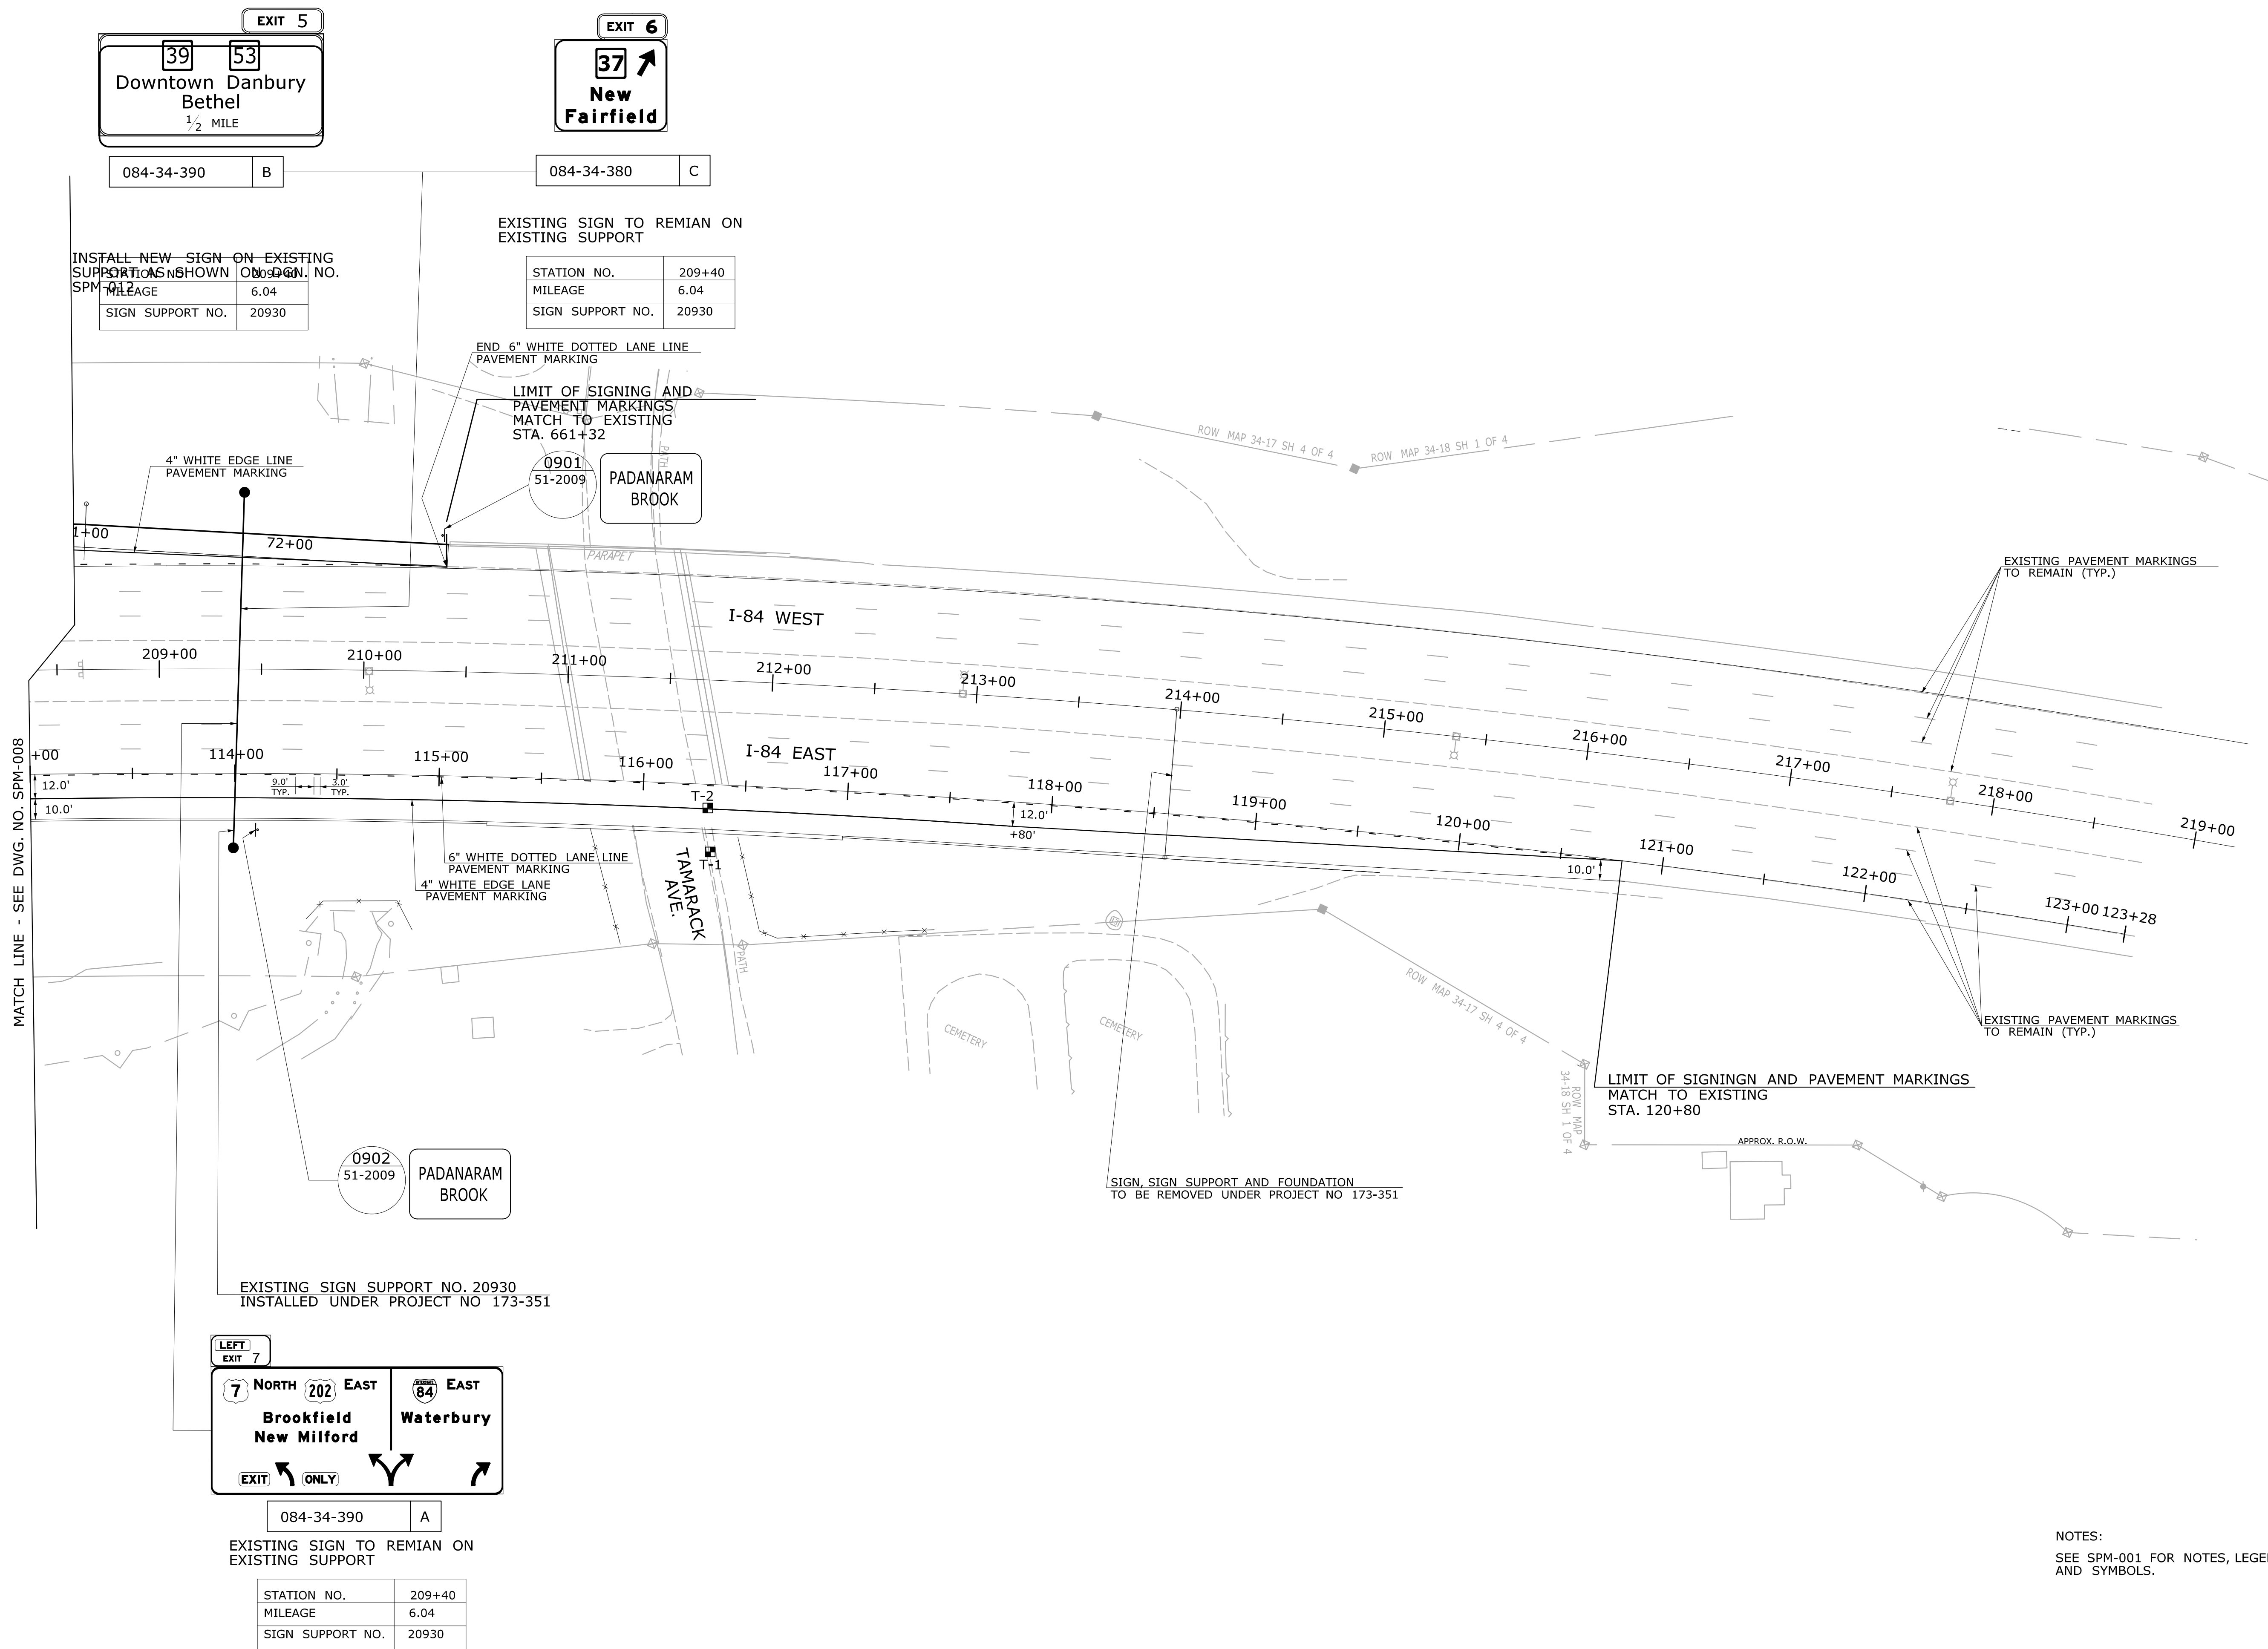 EXIT 5
39 53
Downtown Danbury
Bethel
1/2 MILE
084-34-390 B
EXIT 6
37
New
Fairfield
084-34-380 C
INSTALL NEW SIGN ON EXISTING
SUPPORT AS SHOWN ON DGN. NO.
SPM-012
STATION NO. 209+40
MILEAGE 6.04
SIGN SUPPORT NO. 20930
EXISTING SIGN TO REMIAN ON
EXISTING SUPPORT
STATION NO. 209+40
MILEAGE 6.04
SIGN SUPPORT NO. 20930
END 6" WHITE DOTTED LANE LINE
PAVEMENT MARKING
LIMIT OF SIGNING AND
PAVEMENT MARKINGS
MATCH TO EXISTING
STA. 661+32
4" WHITE EDGE LINE
PAVEMENT MARKING
0901
51-2009
PADANARAM
BROOK
PATH
ROW MAP 34-17 SH 4 OF 4
ROW MAP 34-18 SH 1 OF 4
1+00
72+00
PARAPET
EXISTING PAVEMENT MARKINGS
TO REMAIN (TYP.)
I-84 WEST
209+00
210+00
211+00
212+00
213+00
214+00
215+00
216+00
217+00
218+00
219+00
I-84 EAST
+00
114+00
115+00
116+00
117+00
118+00
119+00
120+00
121+00
122+00
123+00
123+28
MATCH LINE - SEE DWG. NO. SPM-008
12.0'
10.0'
9.0'
TYP.
3.0'
TYP.
T-2
T-1
12.0'
+80'
10.0'
6" WHITE DOTTED LANE LINE
PAVEMENT MARKING
4" WHITE EDGE LANE
PAVEMENT MARKING
TAMARACK
AVE.
PATH
CEMETERY
CEMETERY
ROW MAP 34-17 SH 4 OF 4
ROW MAP
34-18 SH 1 OF 4
EXISTING PAVEMENT MARKINGS
TO REMAIN (TYP.)
LIMIT OF SIGNINGN AND PAVEMENT MARKINGS
MATCH TO EXISTING
STA. 120+80
APPROX. R.O.W.
0902
51-2009
PADANARAM
BROOK
SIGN, SIGN SUPPORT AND FOUNDATION
TO BE REMOVED UNDER PROJECT NO 173-351
EXISTING SIGN SUPPORT NO. 20930
INSTALLED UNDER PROJECT NO 173-351
LEFT
EXIT 7
7 NORTH 202 EAST
Brookfield
New Milford
EXIT ONLY
INTERSTATE
84 EAST
Waterbury
084-34-390 A
EXISTING SIGN TO REMIAN ON
EXISTING SUPPORT
STATION NO. 209+40
MILEAGE 6.04
SIGN SUPPORT NO. 20930
NOTES:
SEE SPM-001 FOR NOTES, LEGE
AND SYMBOLS.